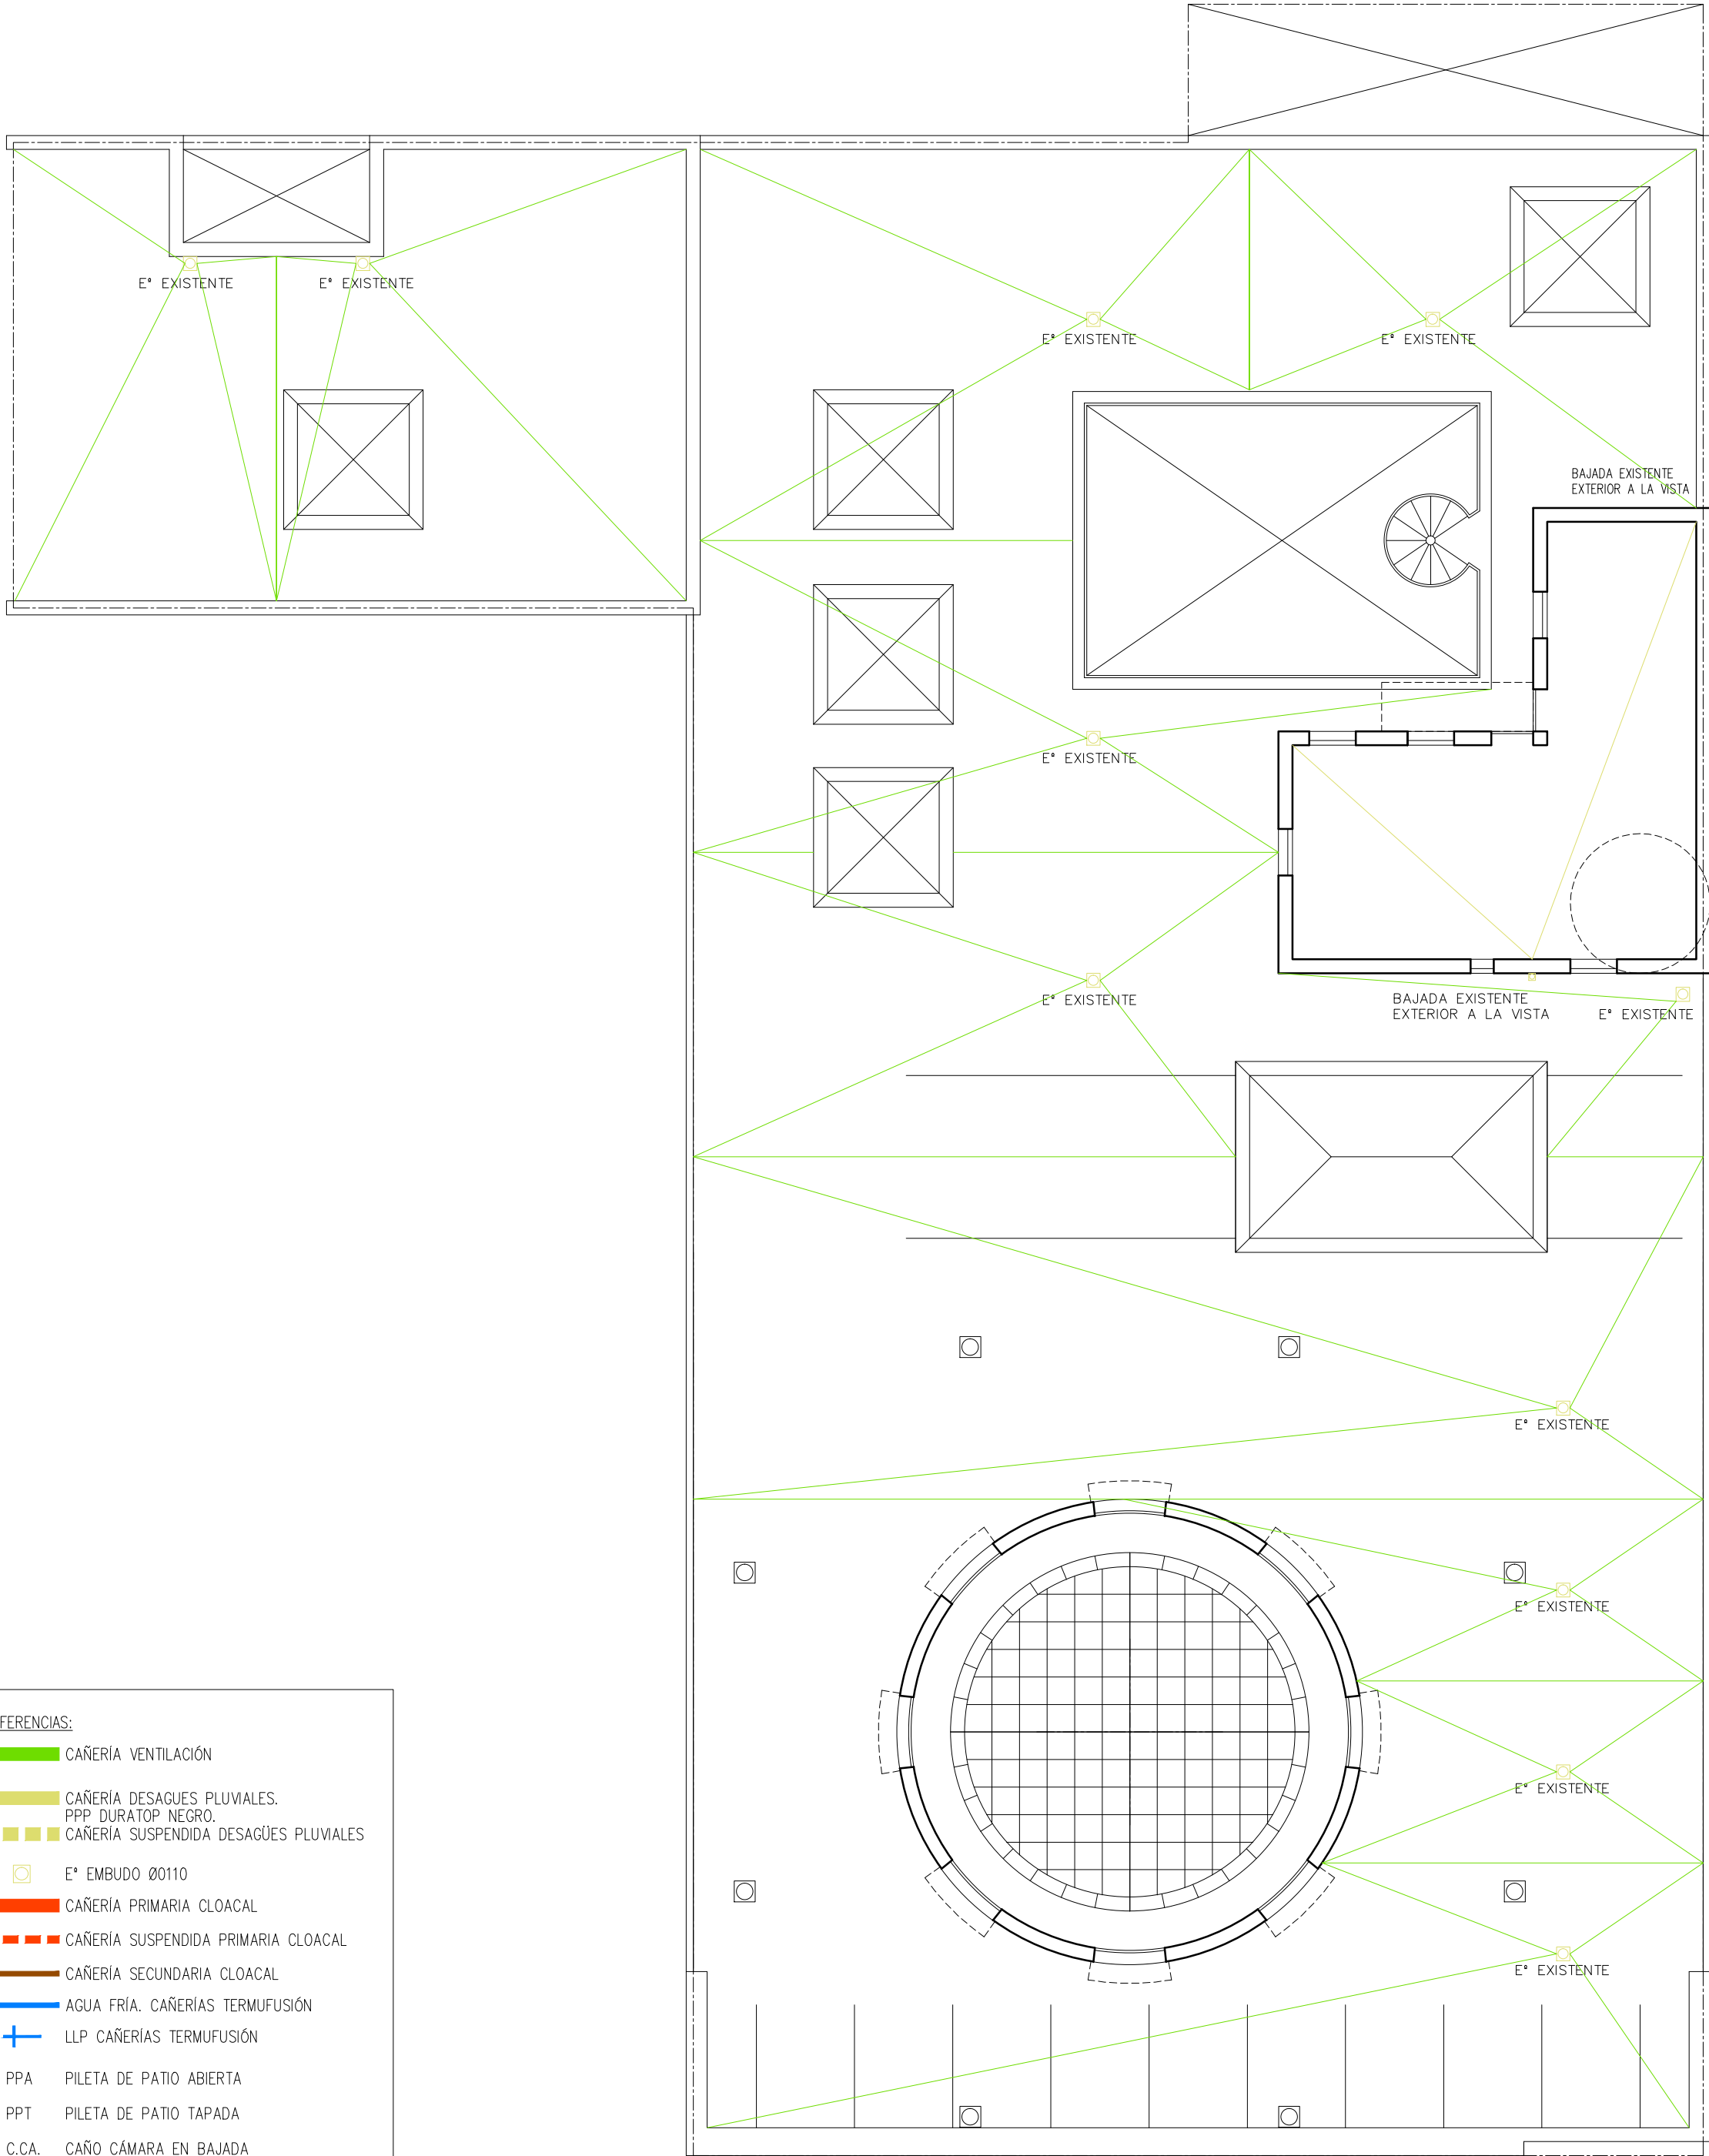 E° EXISTENTE
E° EXISTENTE
E° EXISTENTE
E° EXISTENTE
BAJADA EXISTENTE
EXTERIOR A LA VISTA
E° EXISTENTE
E° EXISTENTE
BAJADA EXISTENTE
EXTERIOR A LA VISTA
E° EXISTENTE
E° EXISTENTE
E° EXISTENTE
E° EXISTENTE
E° EXISTENTE
FERENCIAS:
CAÑERÍA VENTILACIÓN
CAÑERÍA DESAGUES PLUVIALES.
PPP DURATOP NEGRO.
CAÑERÍA SUSPENDIDA DESAGÜES PLUVIALES
E° EMBUDO Ø0110
CAÑERÍA PRIMARIA CLOACAL
CAÑERÍA SUSPENDIDA PRIMARIA CLOACAL
CAÑERÍA SECUNDARIA CLOACAL
AGUA FRÍA. CAÑERÍAS TERMUFUSIÓN
LLP CAÑERÍAS TERMUFUSIÓN
PPA PILETA DE PATIO ABIERTA
PPT PILETA DE PATIO TAPADA
C.CA. CAÑO CÁMARA EN BAJADA